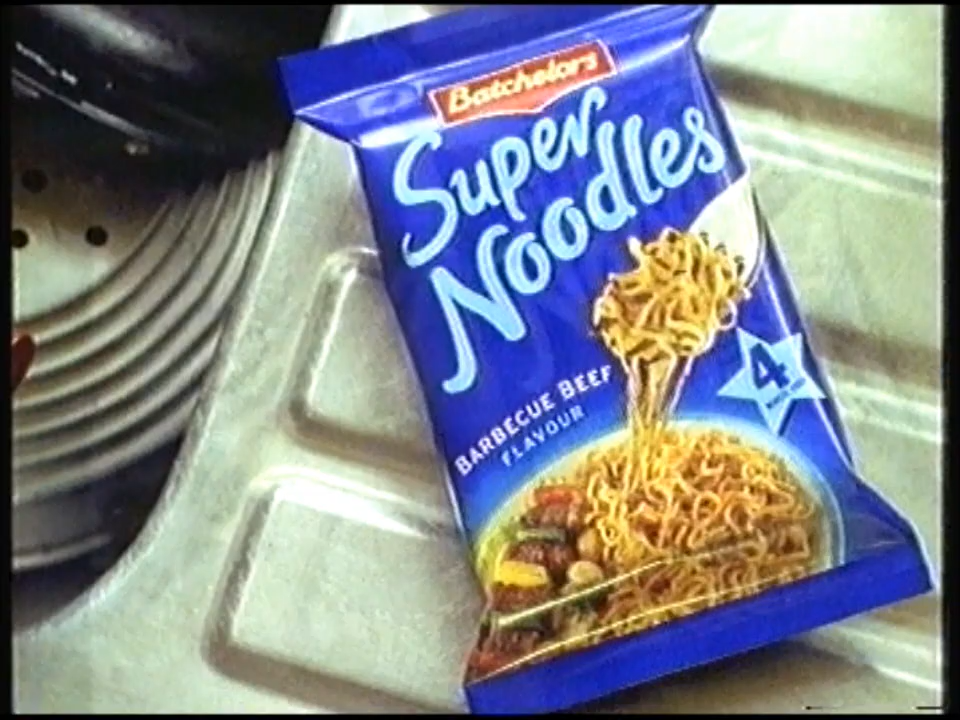 Batchelors
Super
Noodles
4
BARBECUE BEEF
FLAVOUR